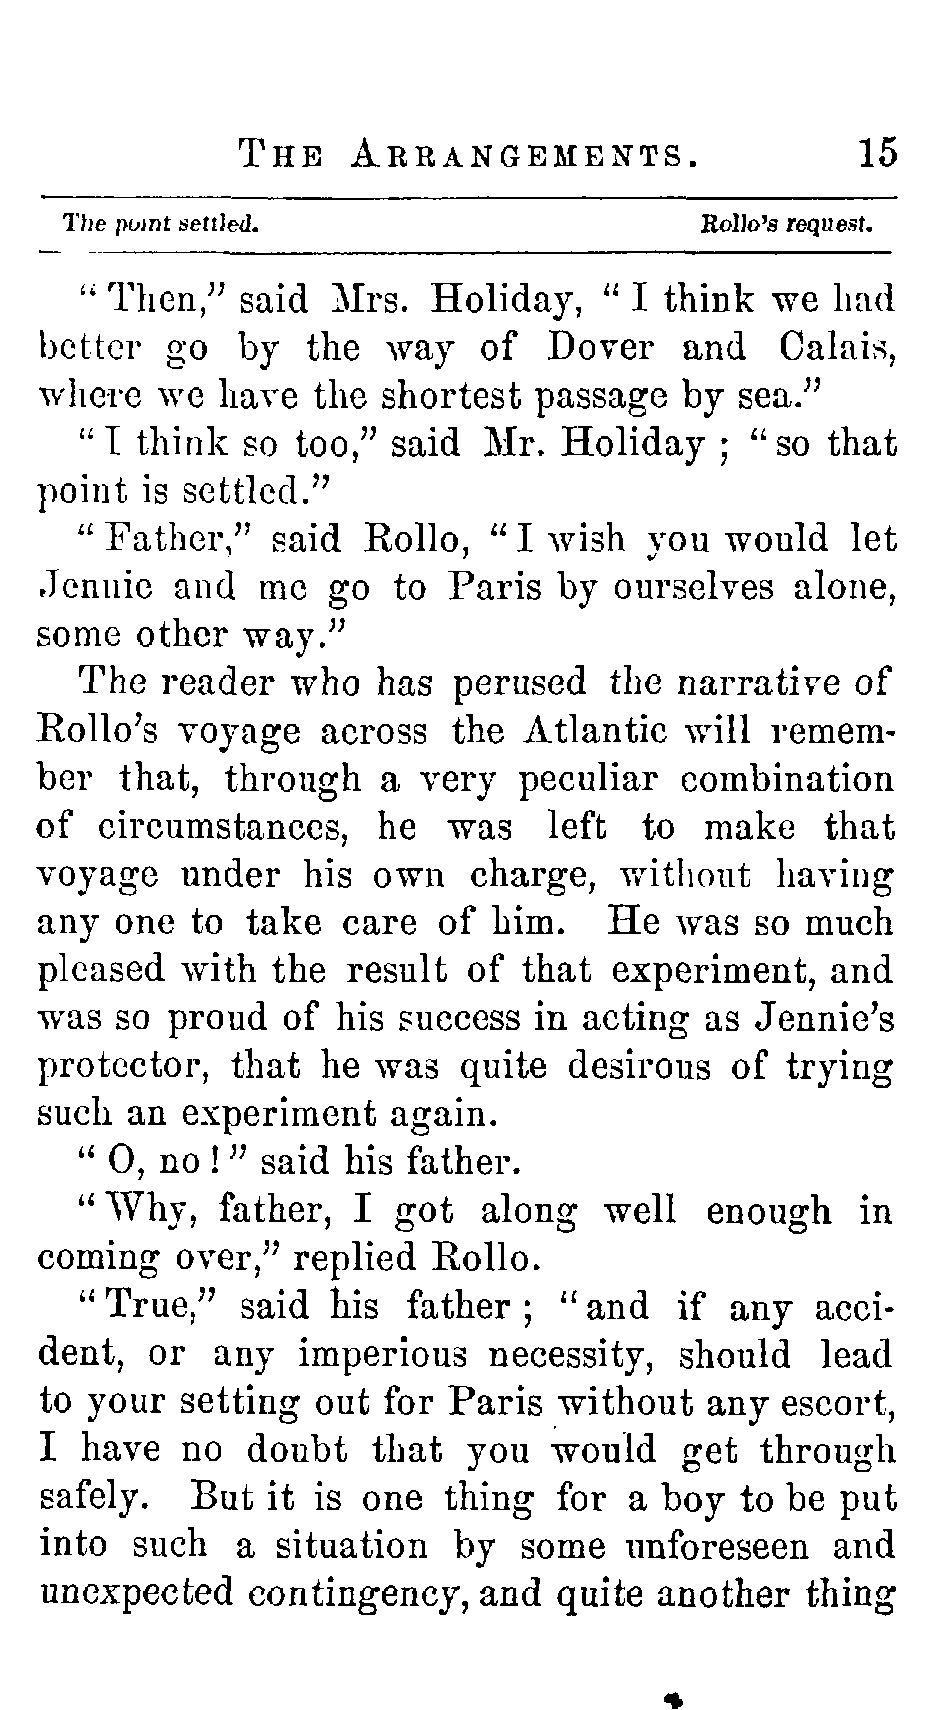 THE ARRANGEMENTS. 15
The point settled. Rollo's request.
“Then,” said Mrs. Holiday, “I think we had
better go by the way of Dover and Calais,
where we have the shortest passage by sea.”
“I think so too,” said Mr. Holiday ; “so that
point is settled.”
“Father,” said Rollo, “I wish you would let
Jennie and me go to Paris by ourselves alone,
some other way.”
The reader who has perused the narrative of
Rollo's voyage across the Atlantic will remem-
ber that, through a very peculiar combination
of circumstances, he was left to make that
voyage under his own charge, without having
any one to take care of him. He was so much
pleased with the result of that experiment, and
was so proud of his success in acting as Jennie's
protector, that he was quite desirous of trying
such an experiment again.
“O, no!” said his father.
“Why, father, I got along well enough in
coming over,” replied Rollo.
“True,” said his father ; “and if any acci-
dent, or any imperious necessity, should lead
to your setting out for Paris without any escort,
I have no doubt that you would get through
safely. But it is one thing for a boy to be put
into such a situation by some unforeseen and
unexpected contingency, and quite another thing